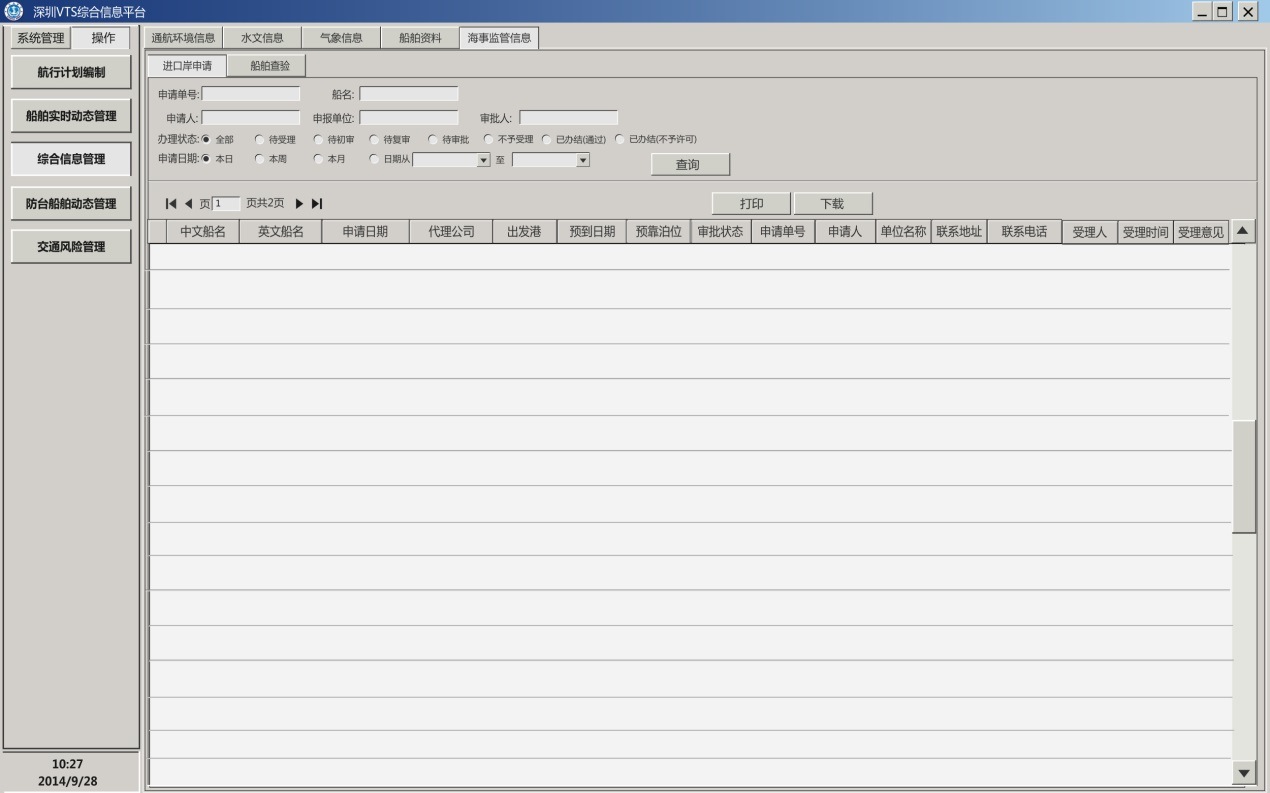 深圳VTS综合信息平台
系统管理 操作
通航环境信息 水文信息 气象信息 船舶资料 海事监管信息
航行计划编制
船舶实时动态管理
综合信息管理
防台船舶动态管理
交通风险管理
进口岸申请 船舶查验
申请单号: 船名:
申请人: 申报单位: 审批人:
办理状态: 全部 待受理 待初审 待复审 待审批 不予受理 已办结(通过) 已办结(不予许可)
申请日期: 本日 本周 本月 日期从 至 查询
页 1 页共2页 打印 下载
中文船名 英文船名 申请日期 代理公司 出发港 预到日期 预靠泊位 审批状态 申请单号 申请人 单位名称 联系地址 联系电话 受理人 受理时间 受理意见
10:27
2014/9/28